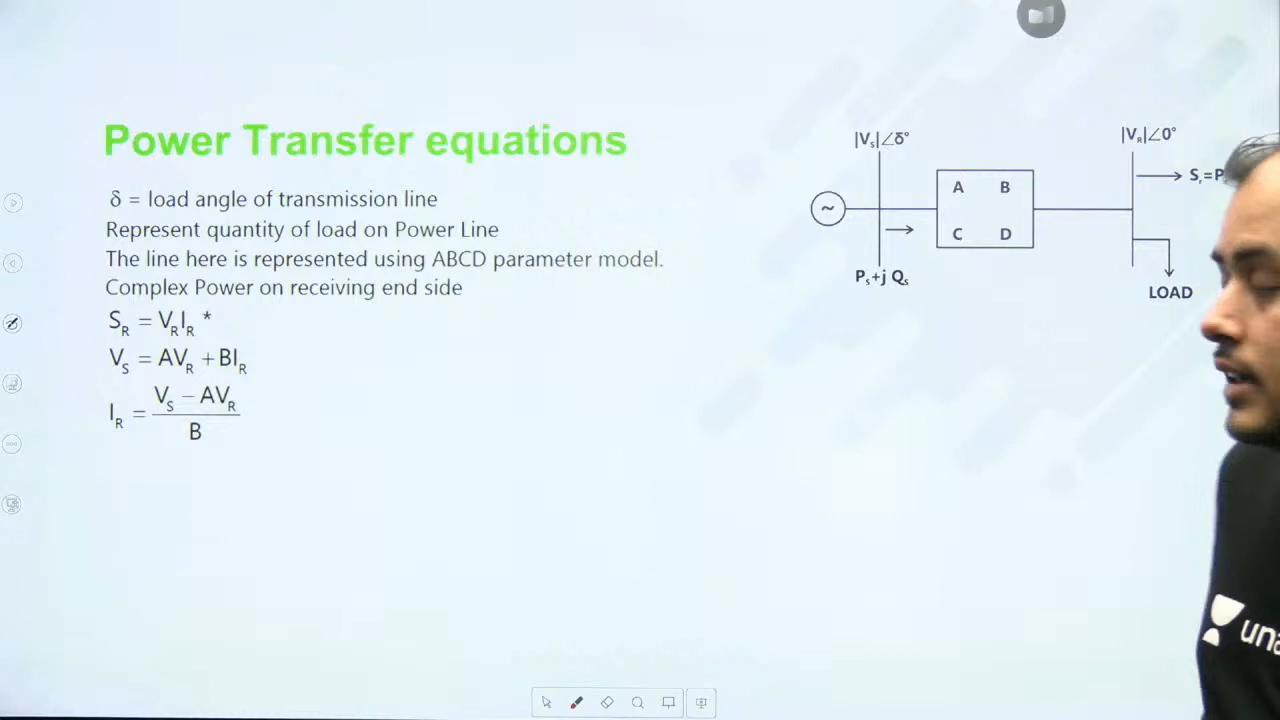 Power Transfer equations
δ = load angle of transmission line
Represent quantity of load on Power Line
The line here is represented using ABCD parameter model.
Complex Power on receiving end side
S_R = V_R I_R *
V_S = AV_R + BI_R
I_R = (V_S − AV_R) / B
|V_s|∠δ°
|V_R|∠0°
~
A B
C D
S_r=P
P_s+j Q_s
LOAD